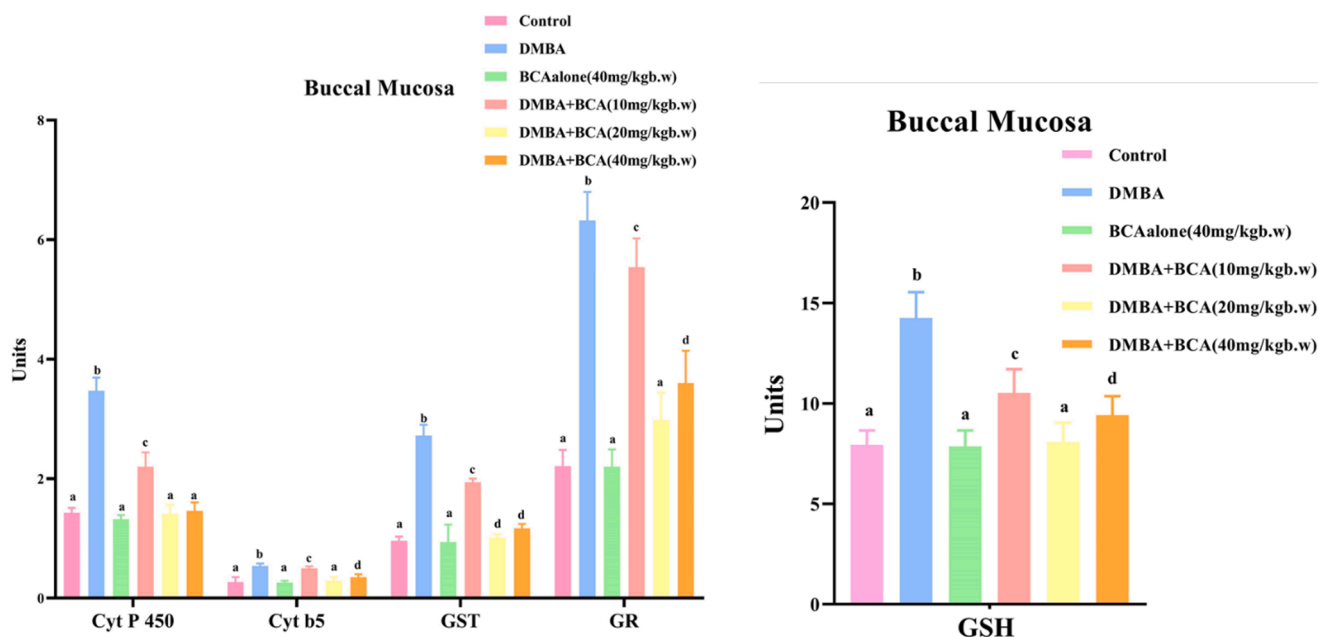 Buccal Mucosa
Control
DMBA
BCAalone(40mg/kgb.w)
DMBA+BCA(10mg/kgb.w)
DMBA+BCA(20mg/kgb.w)
DMBA+BCA(40mg/kgb.w)
Units
8
6
4
2
0
a b a c a a
a b a c a d
a b a c d d
a b a c a d
Cyt P 450 Cyt b5 GST GR
Buccal Mucosa
Control
DMBA
BCAalone(40mg/kgb.w)
DMBA+BCA(10mg/kgb.w)
DMBA+BCA(20mg/kgb.w)
DMBA+BCA(40mg/kgb.w)
Units
20
15
10
5
0
a b a c a d
GSH